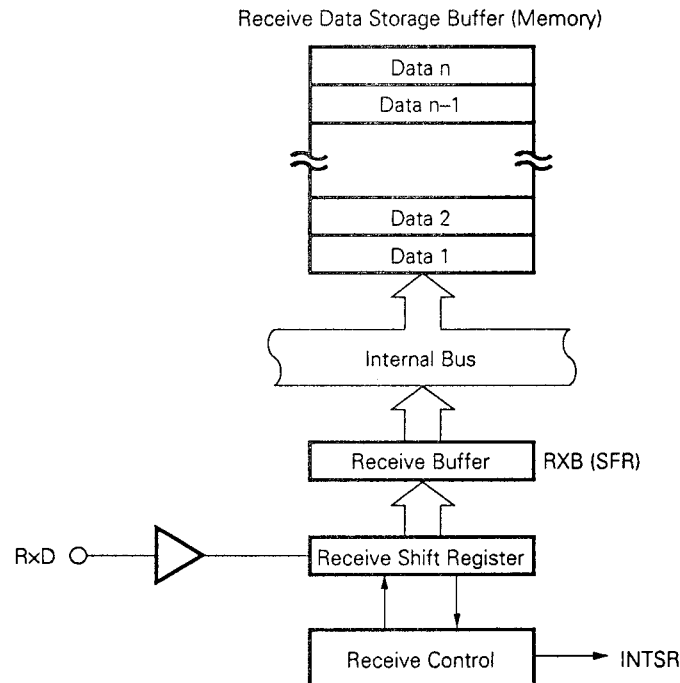 Receive Data Storage Buffer (Memory)
Data n
Data n–1
Data 2
Data 1
Internal Bus
Receive Buffer
RXB (SFR)
RxD
Receive Shift Register
Receive Control
INTSR